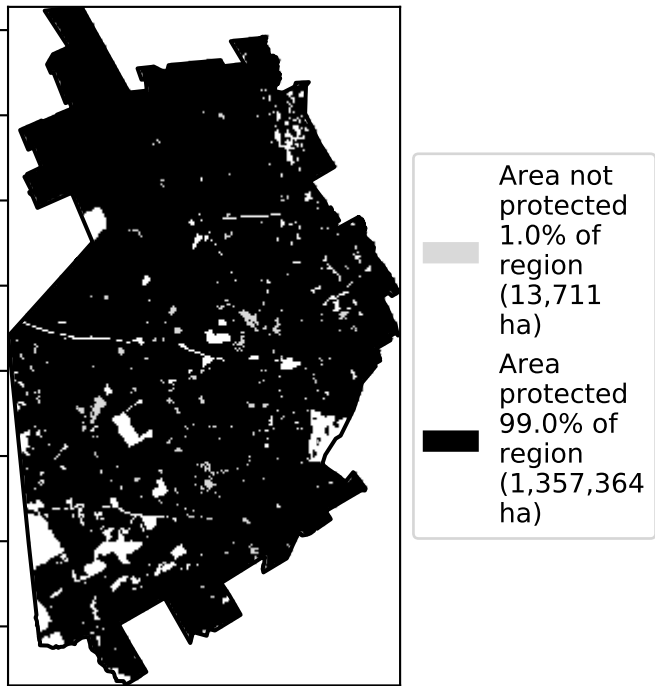 Area not
protected
1.0% of
region
(13,711
ha)
Area
protected
99.0% of
region
(1,357,364
ha)